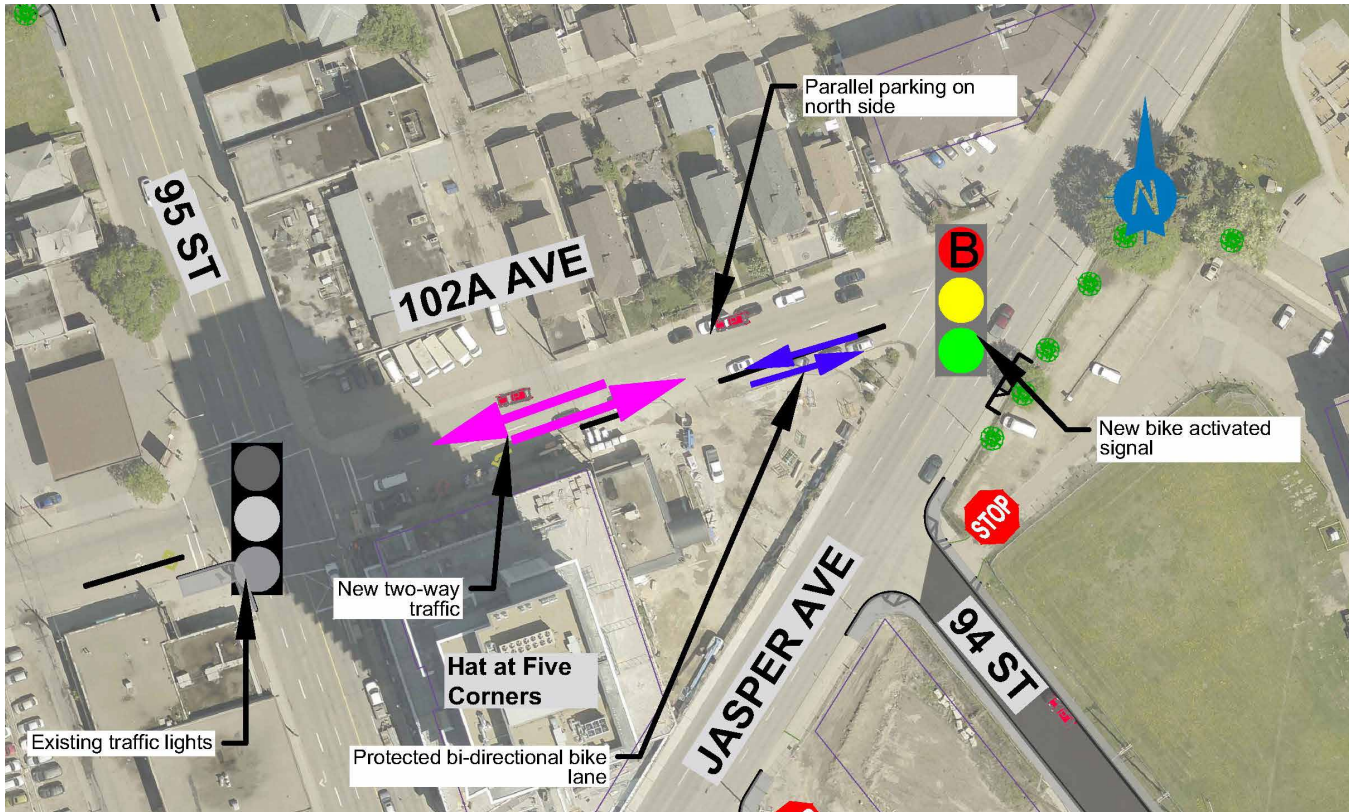 Parallel parking on
north side
95 ST
102A AVE
N
B
New bike activated
signal
STOP
New two-way
traffic
94 ST
Hat at Five
Corners
JASPER AVE
Existing traffic lights
Protected bi-directional bike
lane